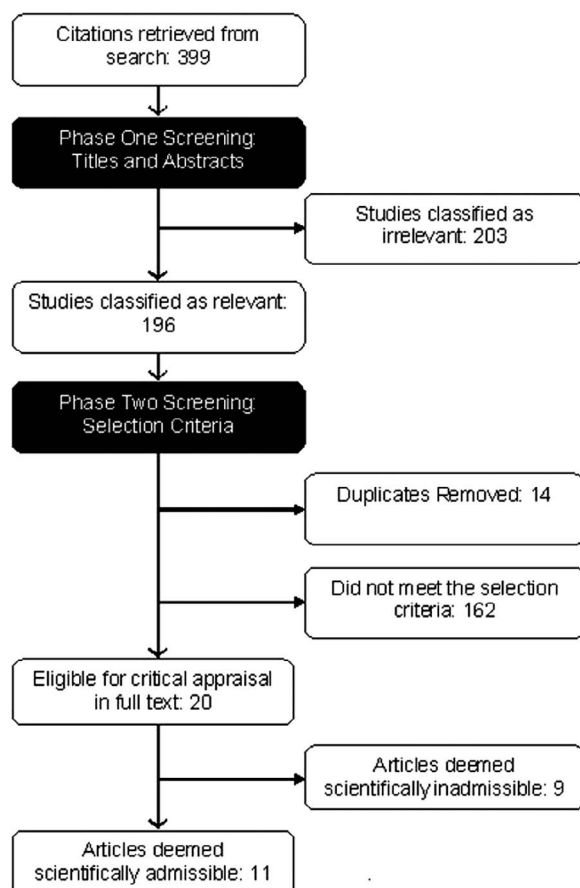 Citations retrieved from
search: 399
Phase One Screening:
Titles and Abstracts
Studies classified as
irrelevant: 203
Studies classified as relevant:
196
Phase Two Screening:
Selection Criteria
Duplicates Removed: 14
Did not meet the selection
criteria: 162
Eligible for critical appraisal
in full text: 20
Articles deemed
scientifically inadmissible: 9
Articles deemed
scientifically admissible: 11
.